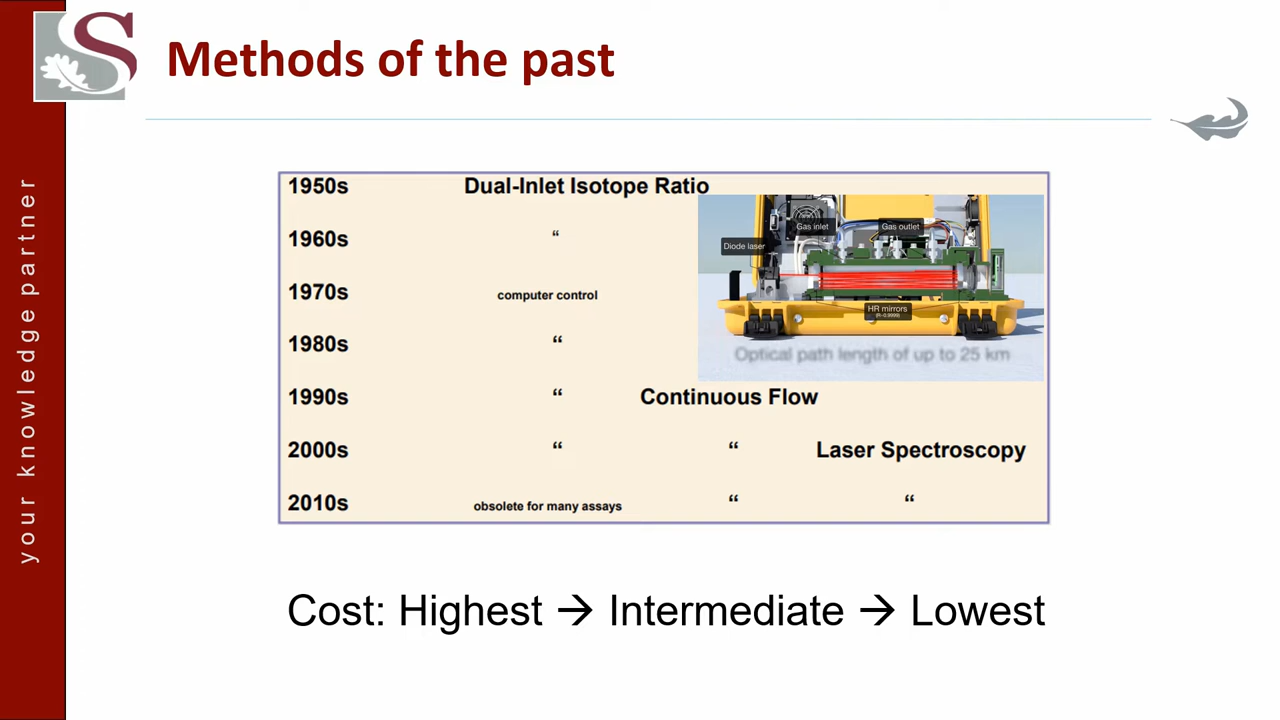 Methods of the past
your knowledge partner
1950s Dual-Inlet Isotope Ratio
1960s “
1970s computer control
1980s “
1990s “ Continuous Flow
2000s “ “ Laser Spectroscopy
2010s obsolete for many assays “ “
Gas inlet
Gas outlet
Diode laser
HR mirrors
(R~0.9999)
Optical path length of up to 25 km
Cost: Highest → Intermediate → Lowest